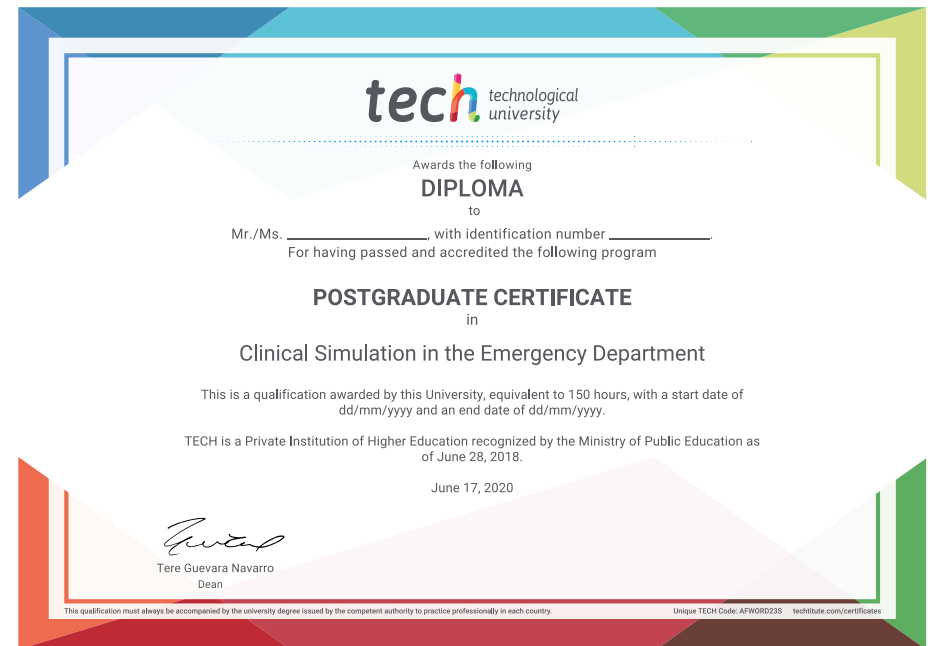 tech technological
university
Awards the following
DIPLOMA
to
Mr./Ms. ____________________, with identification number ______________.
For having passed and accredited the following program
POSTGRADUATE CERTIFICATE
in
Clinical Simulation in the Emergency Department
This is a qualification awarded by this University, equivalent to 150 hours, with a start date of
dd/mm/yyyy and an end date of dd/mm/yyyy.
TECH is a Private Institution of Higher Education recognized by the Ministry of Public Education as
of June 28, 2018.
June 17, 2020
Tere Guevara Navarro
Dean
This qualification must always be accompanied by the university degree issued by the competent authority to practice professionally in each country.
Unique TECH Code: AFWORD23S techtitute.com/certificates